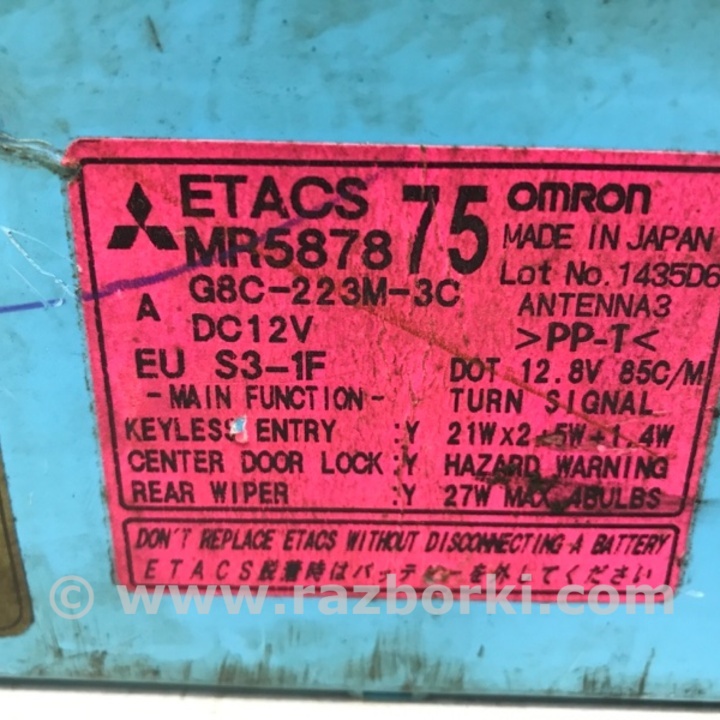 ETACS 75 OMRON
MR5878 MADE IN JAPAN
G8C-223M-3C Lot No. 1435D6
A DC12V ANTENNA3
>PP-T<
EU S3-1F DOT 12.8V 85C/M
-MAIN FUNCTION- TURN SIGNAL
KEYLESS ENTRY :Y 21Wx2+5W+1.4W
CENTER DOOR LOCK:Y HAZARD WARNING
REAR WIPER :Y 27W MAX 4BULBS
DON'T REPLACE ETACS WITHOUT DISCONNECTING A BATTERY
ETACS脱着時はバッテリーを外してください
© www.razborki.com